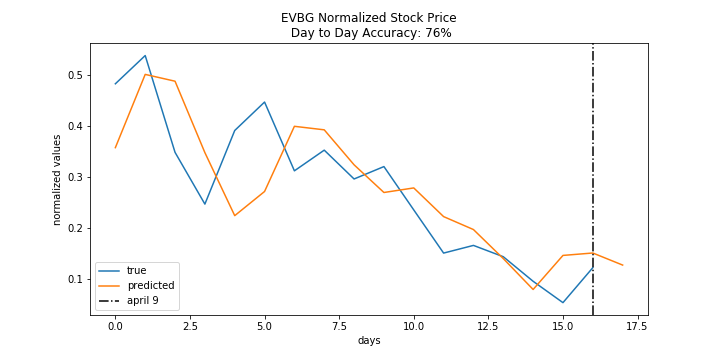 EVBG Normalized Stock Price
Day to Day Accuracy: 76%
normalized values
0.5
0.4
0.3
0.2
0.1
true
predicted
april 9
0.0
2.5
5.0
7.5
10.0
12.5
15.0
17.5
days